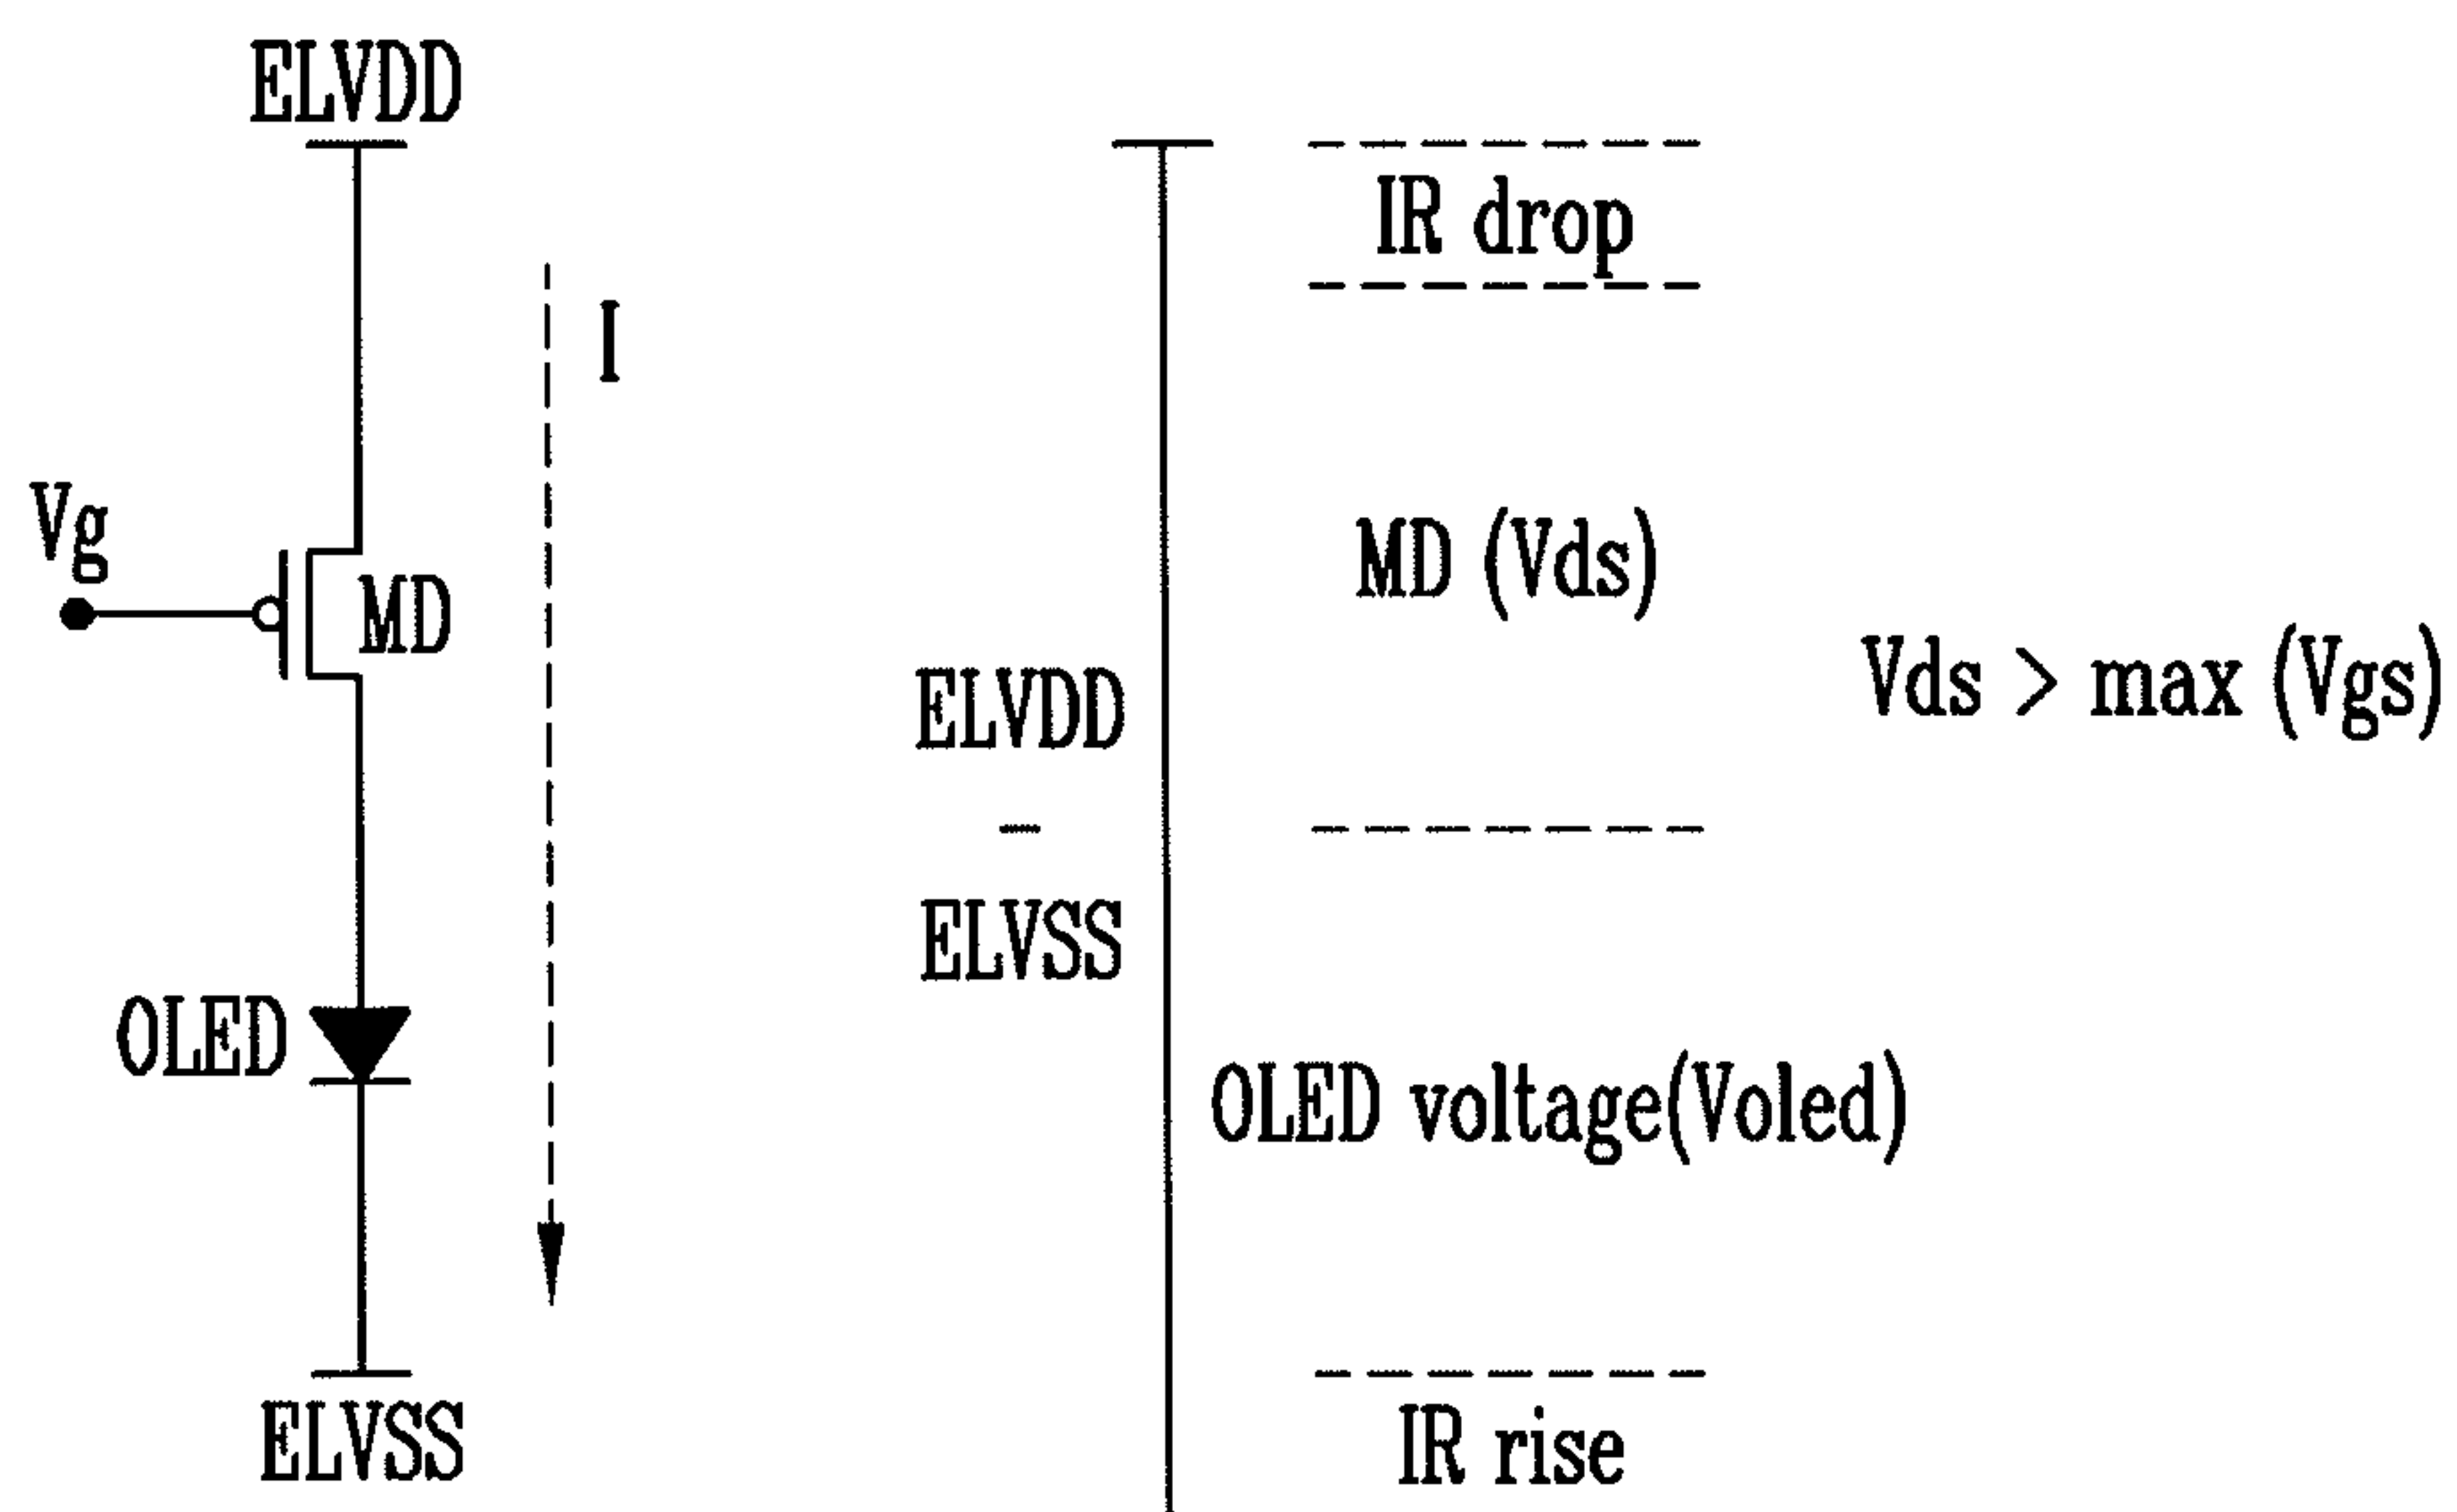 ELVDD
I
Vg
MD
OLED
ELVSS
IR drop
MD (Vds)
Vds > max (Vgs)
ELVDD
-
ELVSS
OLED voltage(Voled)
IR rise